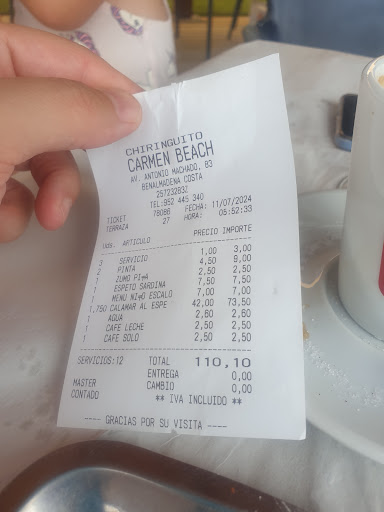 CHIRINGUITO
CARMEN BEACH
AV. ANTONIO MACHADO, 83
BENALMADENA COSTA
25723283Z
TEL:952 445 340
TICKET 78086 FECHA: 11/07/2024
TERRAZA 27 HORA: 05:52:33
Uds. ARTICULO PRECIO IMPORTE
3 SERVICIO 1,00 3,00
2 PINTA 4,50 9,00
1 ZUMO PIÑA 2,50 2,50
1 ESPETO SARDINA 7,50 7,50
1 MENU NIÑO ESCALO 7,00 7,00
1,750 CALAMAR AL ESPE 42,00 73,50
1 AGUA 2,60 2,60
1 CAFE LECHE 2,50 2,50
1 CAFE SOLO 2,50 2,50
SERVICIOS:12 TOTAL 110,10
ENTREGA 0,00
MASTER CAMBIO 0,00
CONTADO ** IVA INCLUIDO **
---- GRACIAS POR SU VISITA ----